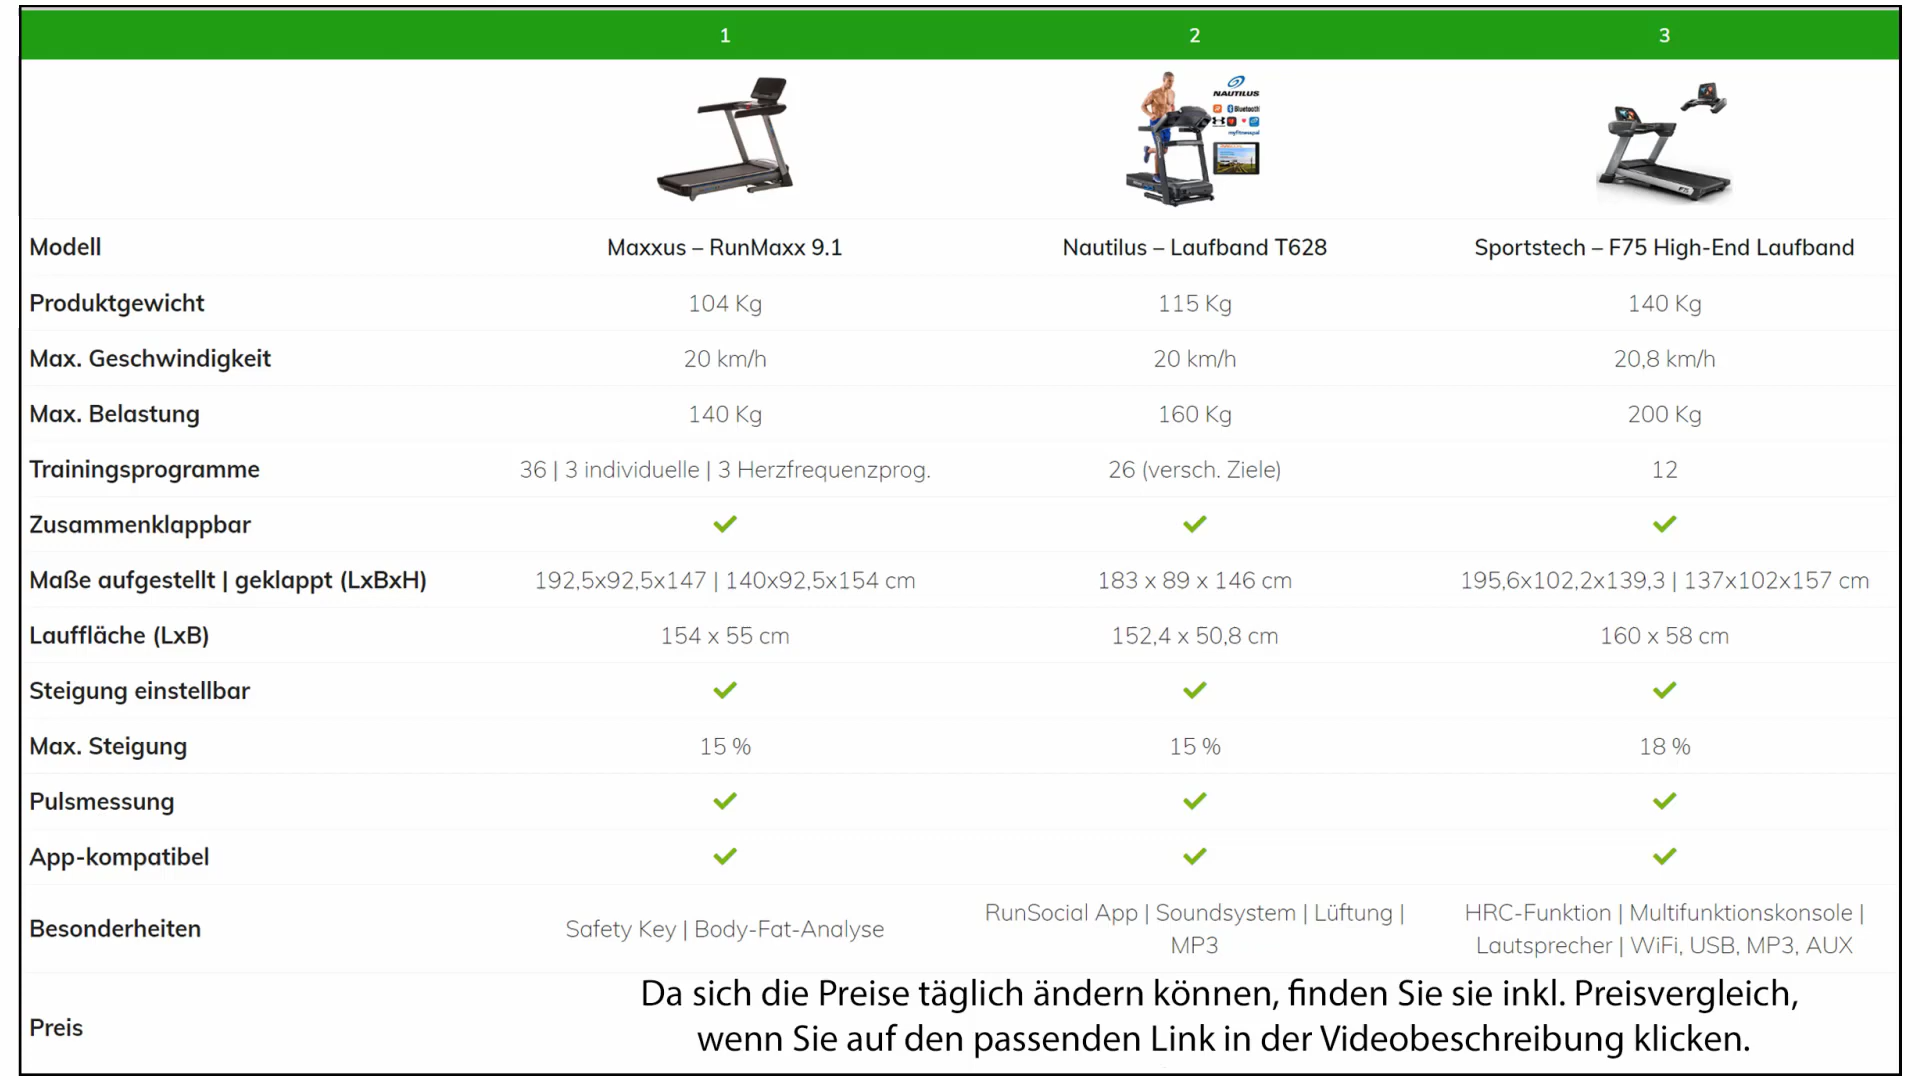 1 2 3
NAUTILUS
Bluetooth
myfitnesspal
Modell Maxxus – RunMaxx 9.1 Nautilus – Laufband T628 Sportstech – F75 High-End Laufband
Produktgewicht 104 Kg 115 Kg 140 Kg
Max. Geschwindigkeit 20 km/h 20 km/h 20,8 km/h
Max. Belastung 140 Kg 160 Kg 200 Kg
Trainingsprogramme 36 | 3 individuelle | 3 Herzfrequenzprog. 26 (versch. Ziele) 12
Zusammenklappbar
Maße aufgestellt | geklappt (LxBxH) 192,5x92,5x147 | 140x92,5x154 cm 183 x 89 x 146 cm 195,6x102,2x139,3 | 137x102x157 cm
Lauffläche (LxB) 154 x 55 cm 152,4 x 50,8 cm 160 x 58 cm
Steigung einstellbar
Max. Steigung 15 % 15 % 18 %
Pulsmessung
App-kompatibel
Besonderheiten Safety Key | Body-Fat-Analyse RunSocial App | Soundsystem | Lüftung | HRC-Funktion | Multifunktionskonsole |
MP3 Lautsprecher | WiFi, USB, MP3, AUX
Preis Da sich die Preise täglich ändern können, finden Sie sie inkl. Preisvergleich,
wenn Sie auf den passenden Link in der Videobeschreibung klicken.